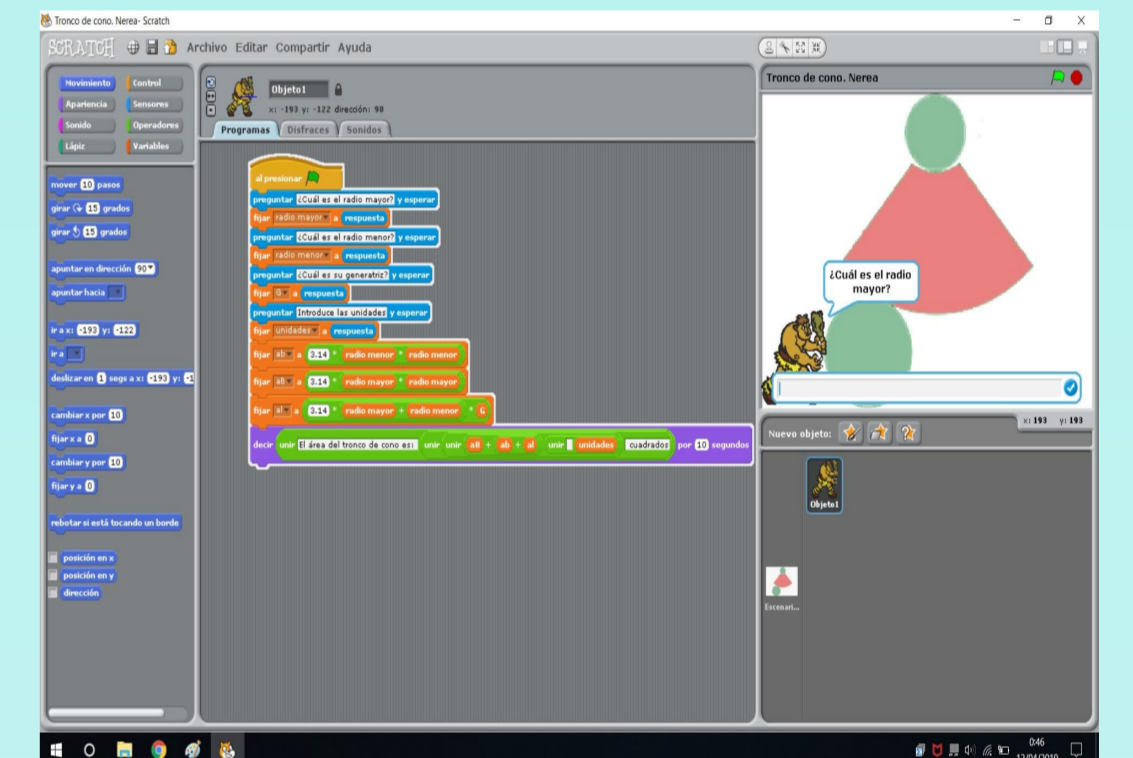 Tronco de cono. Nerea- Scratch
SCRATCH Archivo Editar Compartir Ayuda
Movimiento Control
Apariencia Sensores
Sonido Operadores
Lápiz Variables
mover 10 pasos
girar 15 grados
girar 15 grados
apuntar en dirección 90
apuntar hacia
ir a x: -193 y: -122
ir a
deslizar en 1 segs a x: -193 y: -1
cambiar x por 10
fijar x a 0
cambiar y por 10
fijar y a 0
rebotar si está tocando un borde
posición en x
posición en y
dirección
Objeto1
x: -193 y: -122 dirección: 90
Programas Disfraces Sonidos
al presionar
preguntar ¿Cuál es el radio mayor? y esperar
fijar radio mayor a respuesta
preguntar ¿Cuál es el radio menor? y esperar
fijar radio menor a respuesta
preguntar ¿Cuál es su generatriz? y esperar
fijar G a respuesta
preguntar Introduce las unidades y esperar
fijar unidades a respuesta
fijar ab a 3.14 * radio menor * radio menor
fijar aB a 3.14 * radio mayor * radio mayor
fijar al a 3.14 * radio mayor + radio menor * G
decir unir El área del tronco de cono es: unir unir aB + ab + al unir unidades cuadrados por 10 segundos
Tronco de cono. Nerea
¿Cuál es el radio
mayor?
x: 193 y: 193
Nuevo objeto:
Objeto1
Escenari...
0:46
12/04/2019